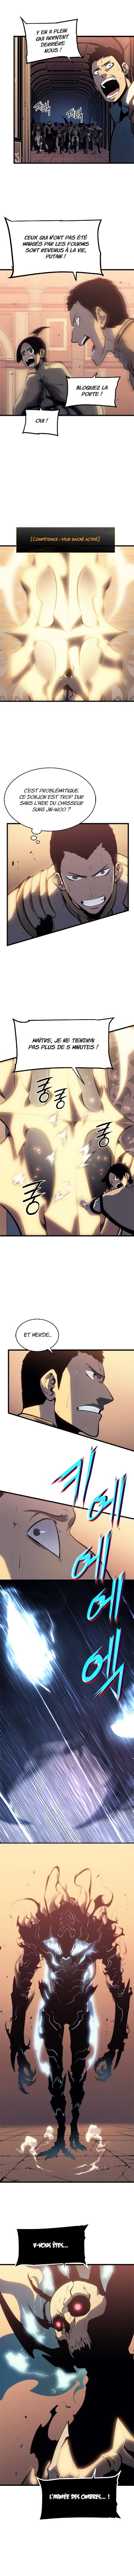 Y EN A PLEIN
QUI ARRIVENT
DERRIÈRE
NOUS !
CEUX QUI N'ONT PAS ÉTÉ
MANGÉS PAR LES FOURMIS
SONT REVENUS À LA VIE,
PUTAIN !
BLOQUEZ LA
PORTE !
OUI !
[COMPÉTENCE : MUR SACRÉ ACTIVÉ]
C'EST PROBLÉMATIQUE,
CE DONJON EST TROP DUR
SANS L'AIDE DU CHASSEUR
SUNG JIN-WOO ?
MAÎTRE, JE NE TIENDRAI
PAS PLUS DE 5 MINUTES !
쿵
쿵
쿵
쿵
쿵
ET MERDE...
키
에
에
에
엑
V-VOUS ÊTES...
L'ARMÉE DES OMBRES... !